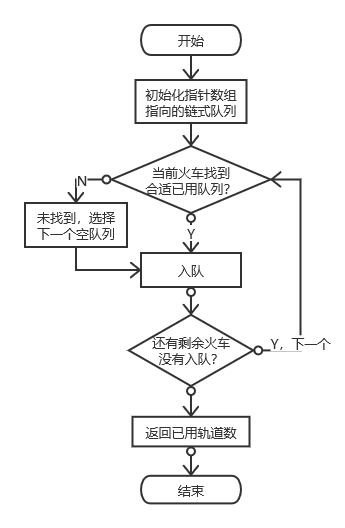 开始
初始化指针数组
指向的链式队列
当前火车找到
合适已用队列?
N
未找到，选择
下一个空队列
Y
入队
还有剩余火车
没有入队?
Y，下一个
返回已用轨道数
结束